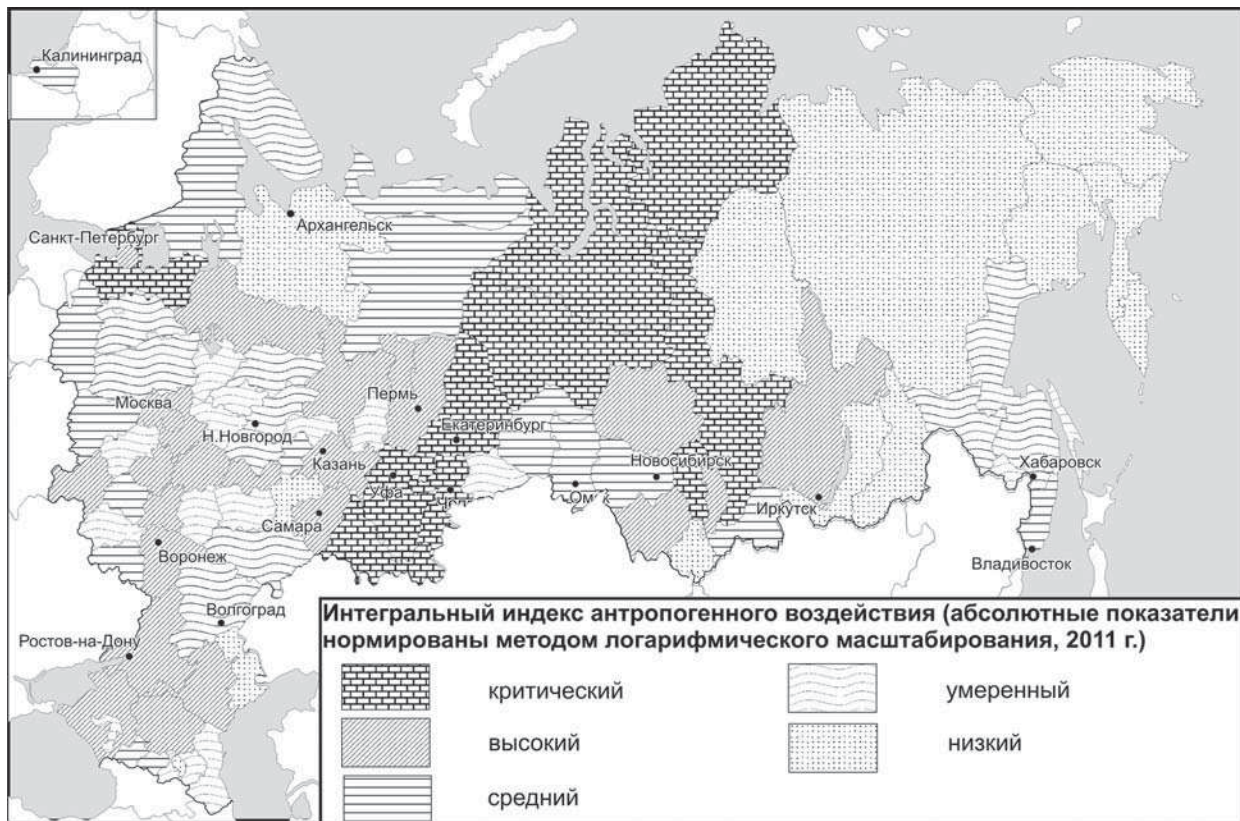 Калининград
Архангельск
Санкт-Петербург
Москва
Пермь
Н.Новгород
Екатеринбург
Казань
Уфа
Новосибирск
Хабаровск
Самара
Иркутск
Воронеж
Владивосток
Волгоград
Ростов-на-Дону
Интегральный индекс антропогенного воздействия (абсолютные показатели
нормированы методом логарифмического масштабирования, 2011 г.)
критический
умеренный
высокий
низкий
средний